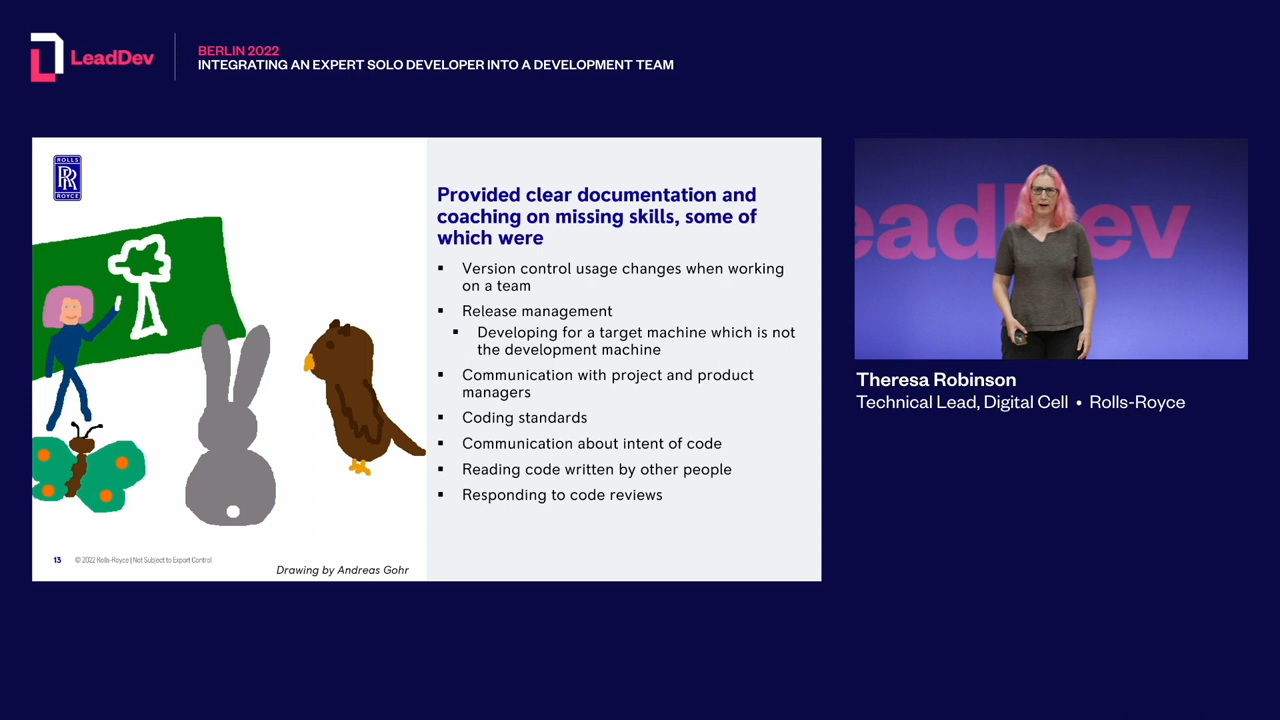 LeadDev
BERLIN 2022
INTEGRATING AN EXPERT SOLO DEVELOPER INTO A DEVELOPMENT TEAM
ROLLS
RR
ROYCE
Provided clear documentation and
coaching on missing skills, some of
which were
▪ Version control usage changes when working
on a team
▪ Release management
▪ Developing for a target machine which is not
the development machine
▪ Communication with project and product
managers
▪ Coding standards
▪ Communication about intent of code
▪ Reading code written by other people
▪ Responding to code reviews
13 © 2022 Rolls-Royce | Not Subject to Export Control
Drawing by Andreas Gohr
eadDev
Theresa Robinson
Technical Lead, Digital Cell • Rolls-Royce